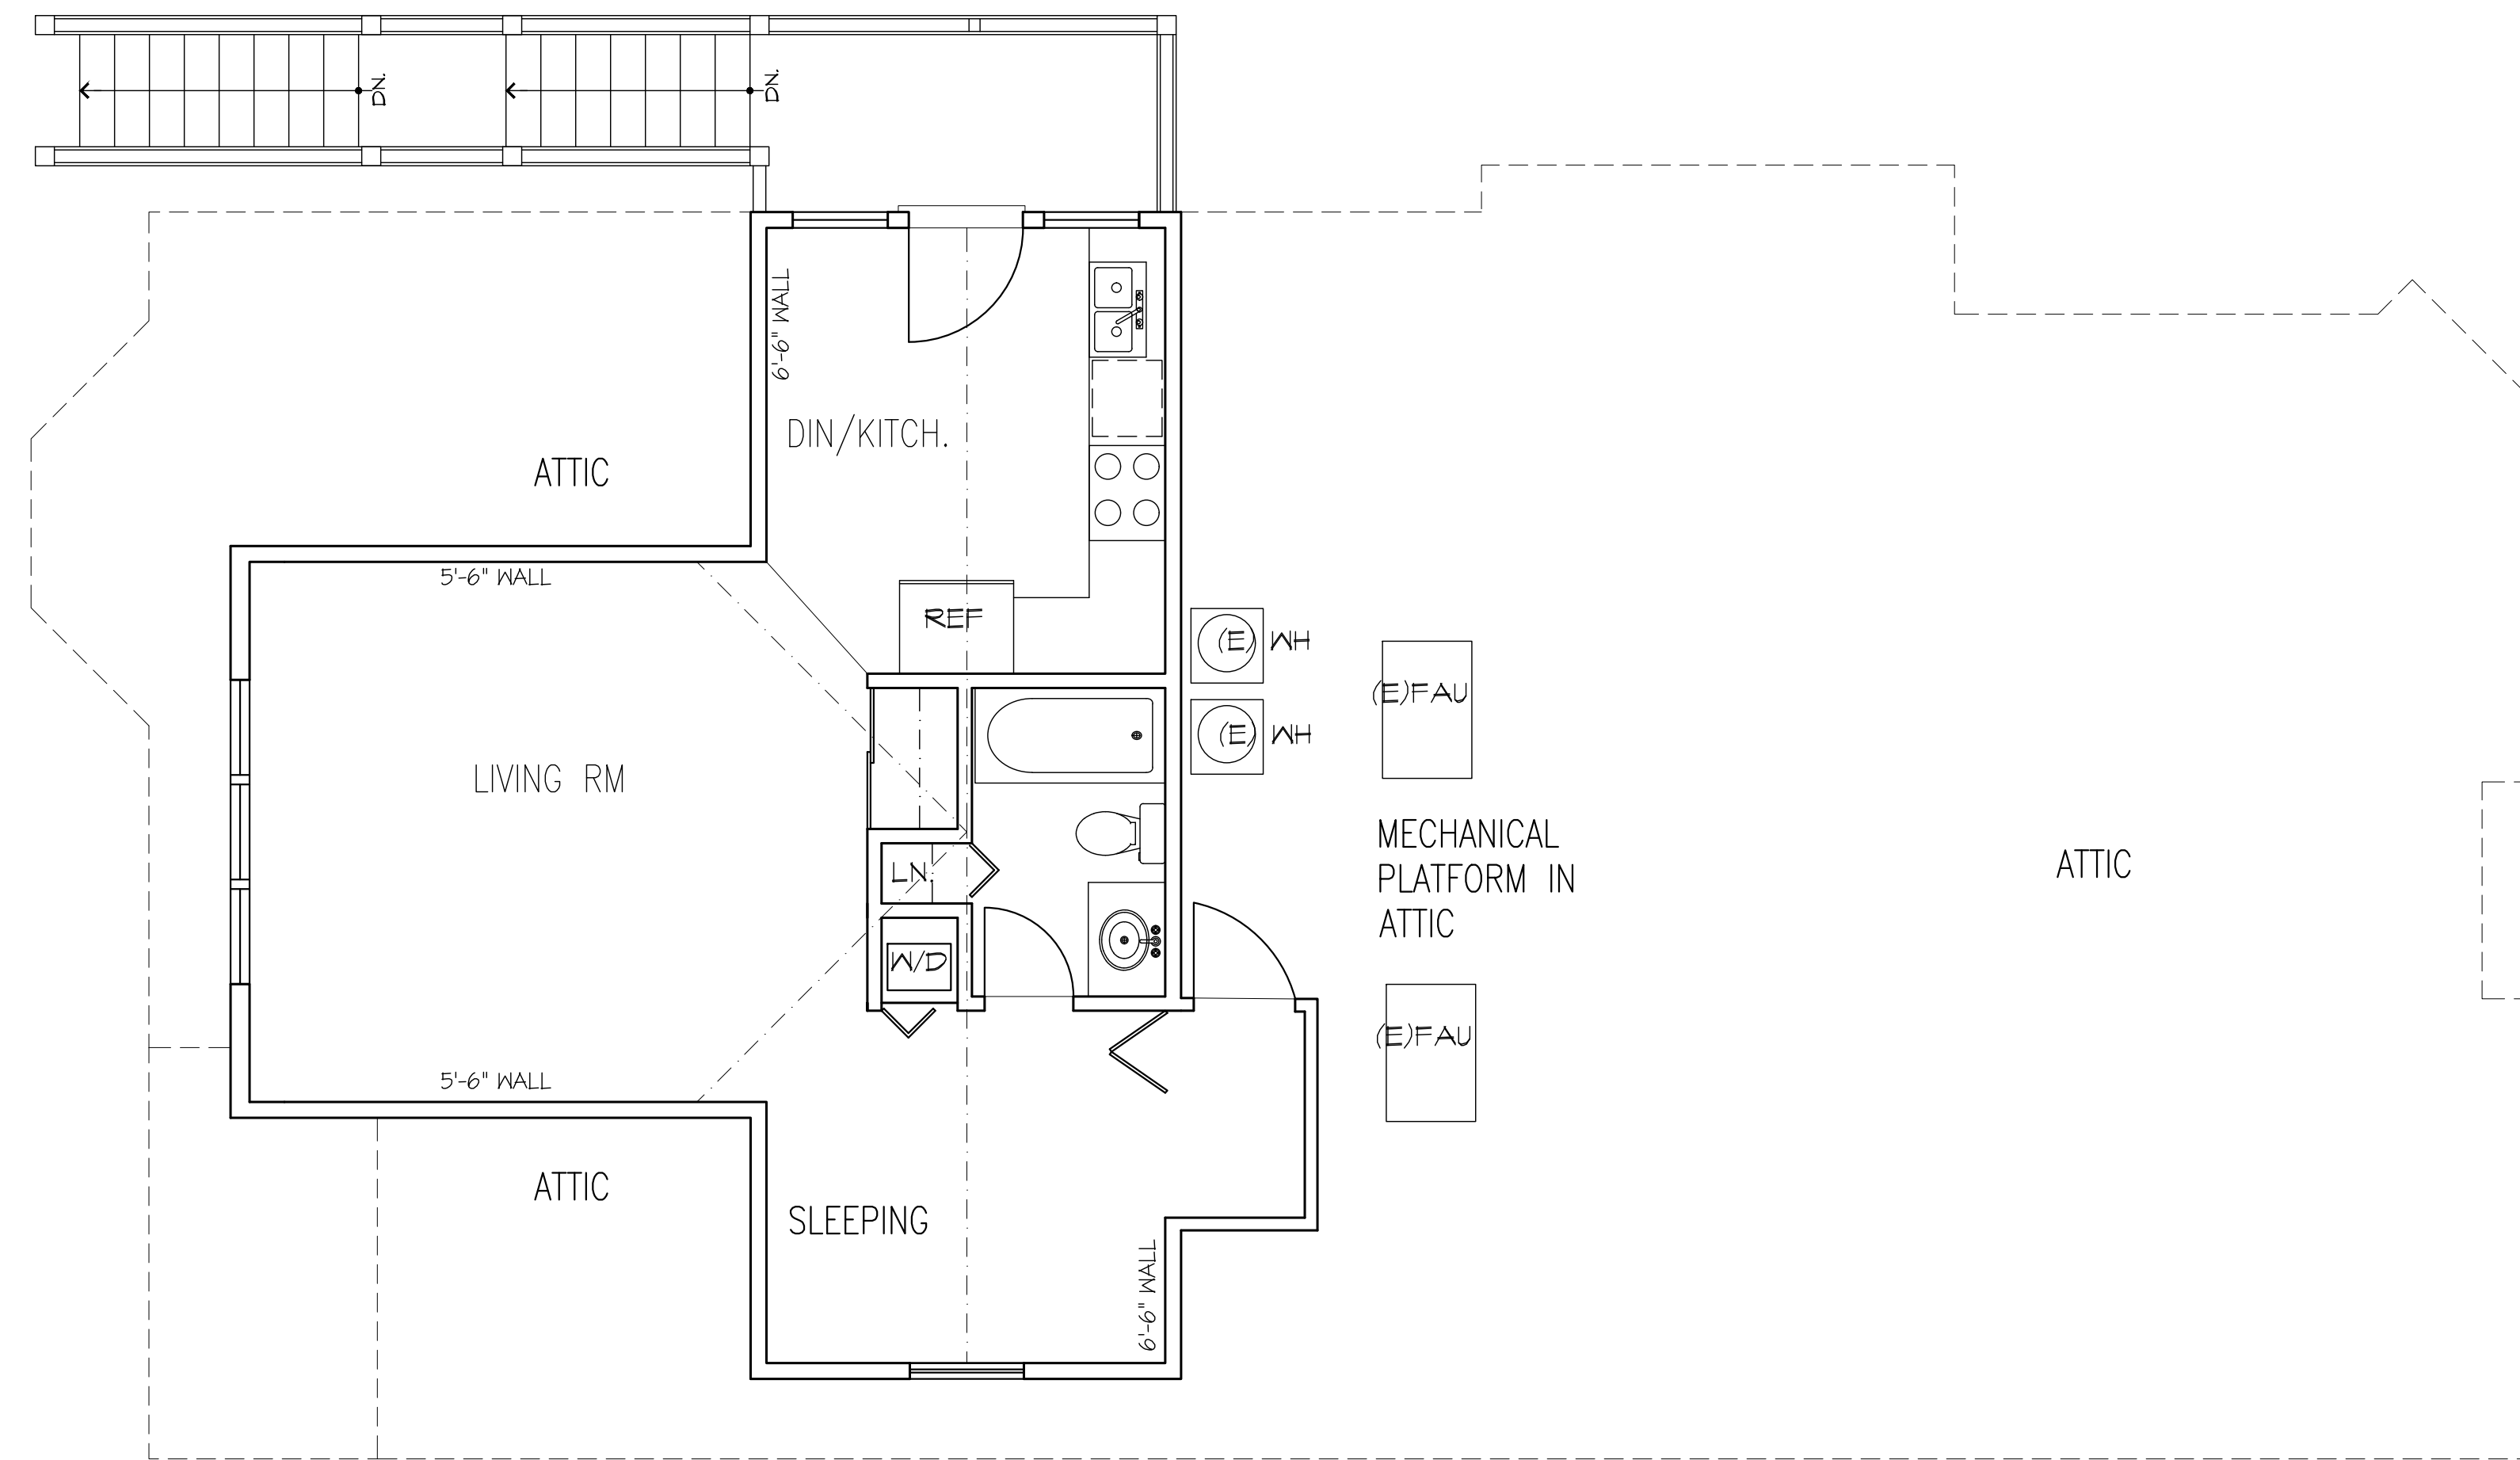 DN.
DN.
6'-6" WALL
DIN/KITCH.
ATTIC
5'-6" WALL
REF
(E) WH
(E)FAU
(E) WH
LIVING RM
MECHANICAL
PLATFORM IN
ATTIC
ATTIC
LN.
W/D
(E)FAU
5'-6" WALL
ATTIC
SLEEPING
6'-6" WALL